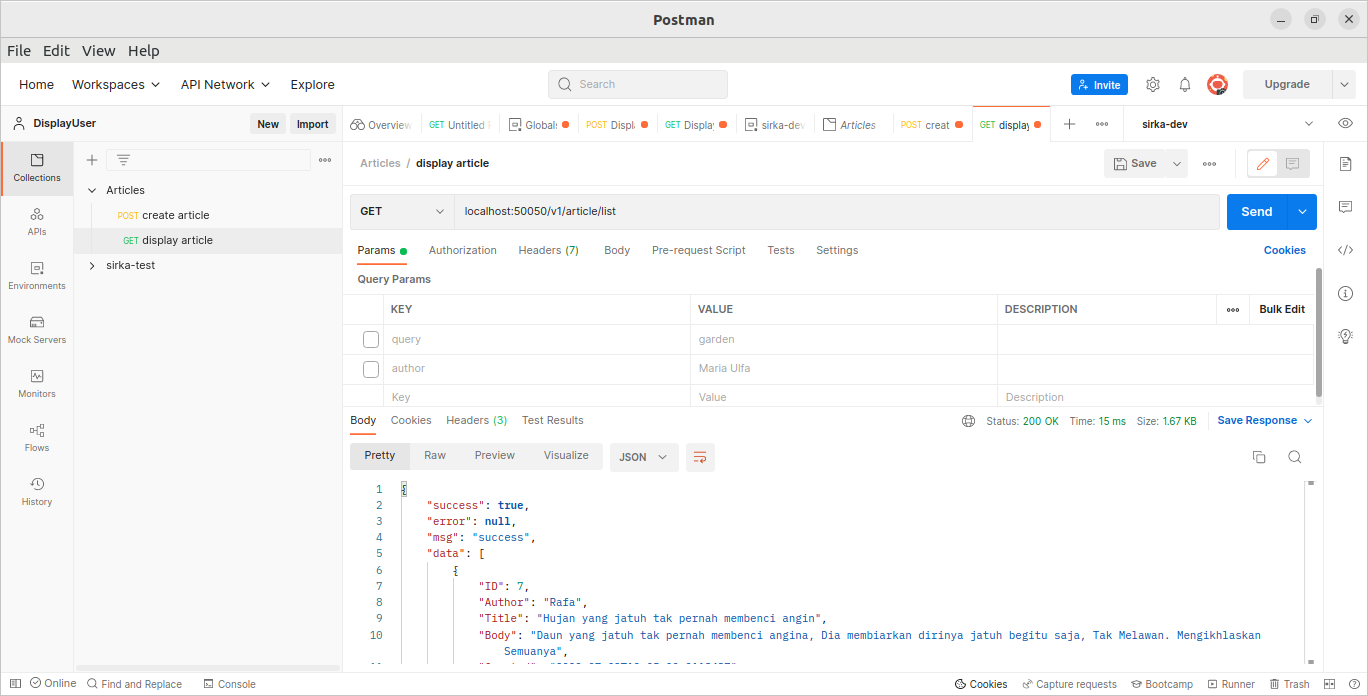 Postman
File Edit View Help
Home Workspaces API Network Explore Search Invite Upgrade
DisplayUser New Import Overview GET Untitled Globals POST Displ GET Display sirka-dev Articles POST creat GET display sirka-dev
Collections
APIs
Environments
Mock Servers
Monitors
Flows
History
Articles
POST create article
GET display article
sirka-test
Articles / display article Save
GET localhost:50050/v1/article/list Send
Params Authorization Headers (7) Body Pre-request Script Tests Settings Cookies
Query Params
KEY VALUE DESCRIPTION Bulk Edit
query garden
author Maria Ulfa
Key Value Description
Body Cookies Headers (3) Test Results Status: 200 OK Time: 15 ms Size: 1.67 KB Save Response
Pretty Raw Preview Visualize JSON
1 {
2 "success": true,
3 "error": null,
4 "msg": "success",
5 "data": [
6 {
7 "ID": 7,
8 "Author": "Rafa",
9 "Title": "Hujan yang jatuh tak pernah membenci angin",
10 "Body": "Daun yang jatuh tak pernah membenci angina, Dia membiarkan dirinya jatuh begitu saja, Tak Melawan. Mengikhlaskan
Semuanya",
Online Find and Replace Console Cookies Capture requests Bootcamp Runner Trash